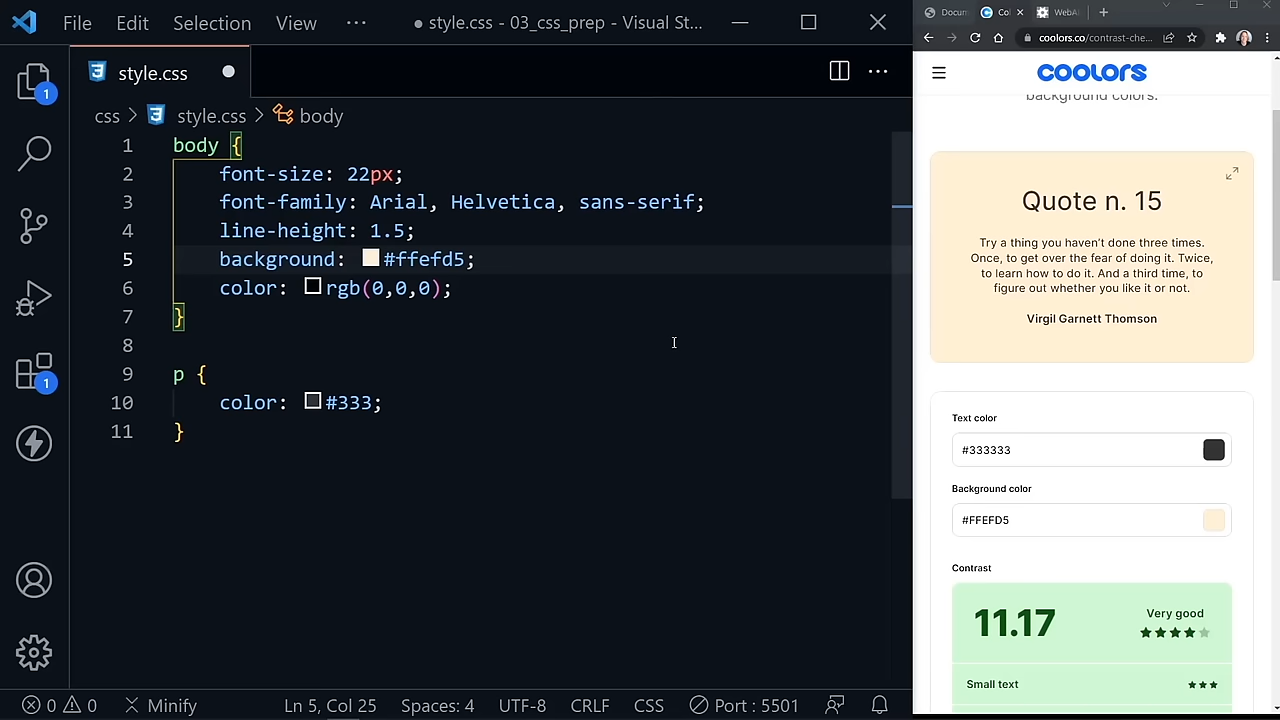 File Edit Selection View ··· ● style.css - 03_css_prep - Visual St...
style.css ●
css > style.css > body
1 body {
2 font-size: 22px;
3 font-family: Arial, Helvetica, sans-serif;
4 line-height: 1.5;
5 background: #ffefd5;
6 color: rgb(0,0,0);
7 }
8
9 p {
10 color: #333;
11 }
1
1
0 0 Minify Ln 5, Col 25 Spaces: 4 UTF-8 CRLF CSS Port : 5501
Docum Col WebA
coolors.co/contrast-che...
coolors
background colors.
Quote n. 15
Try a thing you haven’t done three times.
Once, to get over the fear of doing it. Twice,
to learn how to do it. And a third time, to
figure out whether you like it or not.
Virgil Garnett Thomson
Text color
#333333
Background color
#FFEFD5
Contrast
11.17 Very good
Small text